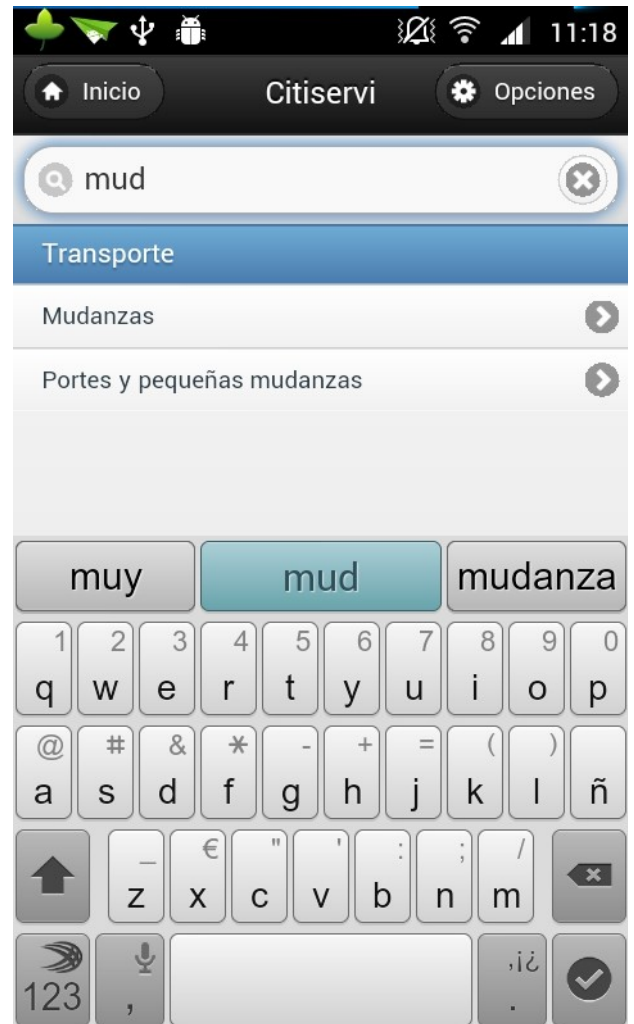 11:18
Inicio Citiservi Opciones
mud
Transporte
Mudanzas
Portes y pequeñas mudanzas
muy mud mudanza
1 2 3 4 5 6 7 8 9 0
q w e r t y u i o p
@ # & * - + = ( )
a s d f g h j k l ñ
_ € " ' : ; /
z x c v b n m
123 , ,¡¿ .